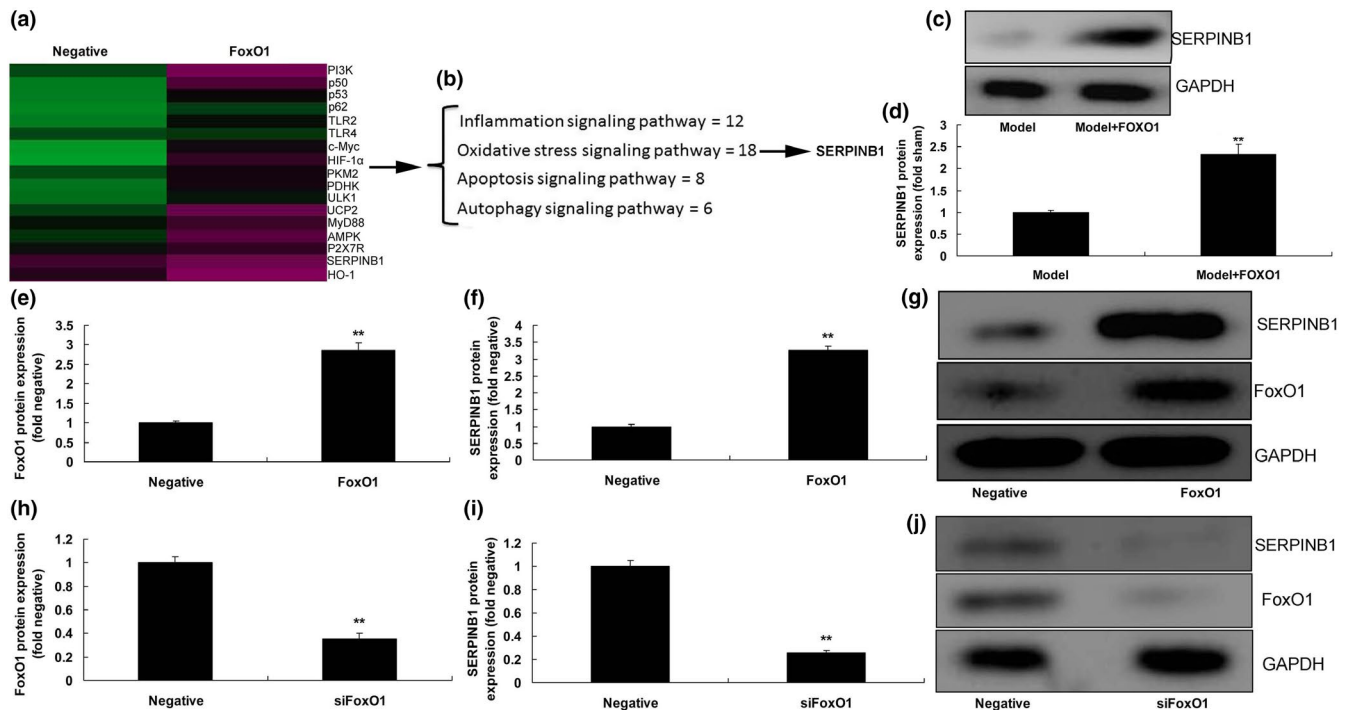 (a)
Negative FoxO1
PI3K
p50
p53
p62
TLR2
TLR4
c-Myc
HIF-1α
PKM2
PDHK
ULK1
UCP2
MyD88
AMPK
P2X7R
SERPINB1
HO-1
(b)
Inflammation signaling pathway = 12
Oxidative stress signaling pathway = 18
Apoptosis signaling pathway = 8
Autophagy signaling pathway = 6
SERPINB1
(c)
SERPINB1
GAPDH
Model Model+FOXO1
(d)
SERPINB1 protein
expression (fold sham)
3
2.5
2
1.5
1
0.5
0
**
Model Model+FOXO1
(e)
FoxO1 protein expression
(fold negative)
3.5
3
2.5
2
1.5
1
0.5
0
**
Negative FoxO1
(f)
SERPINB1 protein
expression (fold negative)
4
3.5
3
2.5
2
1.5
1
0.5
0
**
Negative FoxO1
(g)
SERPINB1
FoxO1
GAPDH
Negative FoxO1
(h)
FoxO1 protein expression
(fold negative)
1.2
1
0.8
0.6
0.4
0.2
0
**
Negative siFoxO1
(i)
SERPINB1 protein
expression (fold negative)
1.2
1
0.8
0.6
0.4
0.2
0
**
Negative siFoxO1
(j)
SERPINB1
FoxO1
GAPDH
Negative siFoxO1